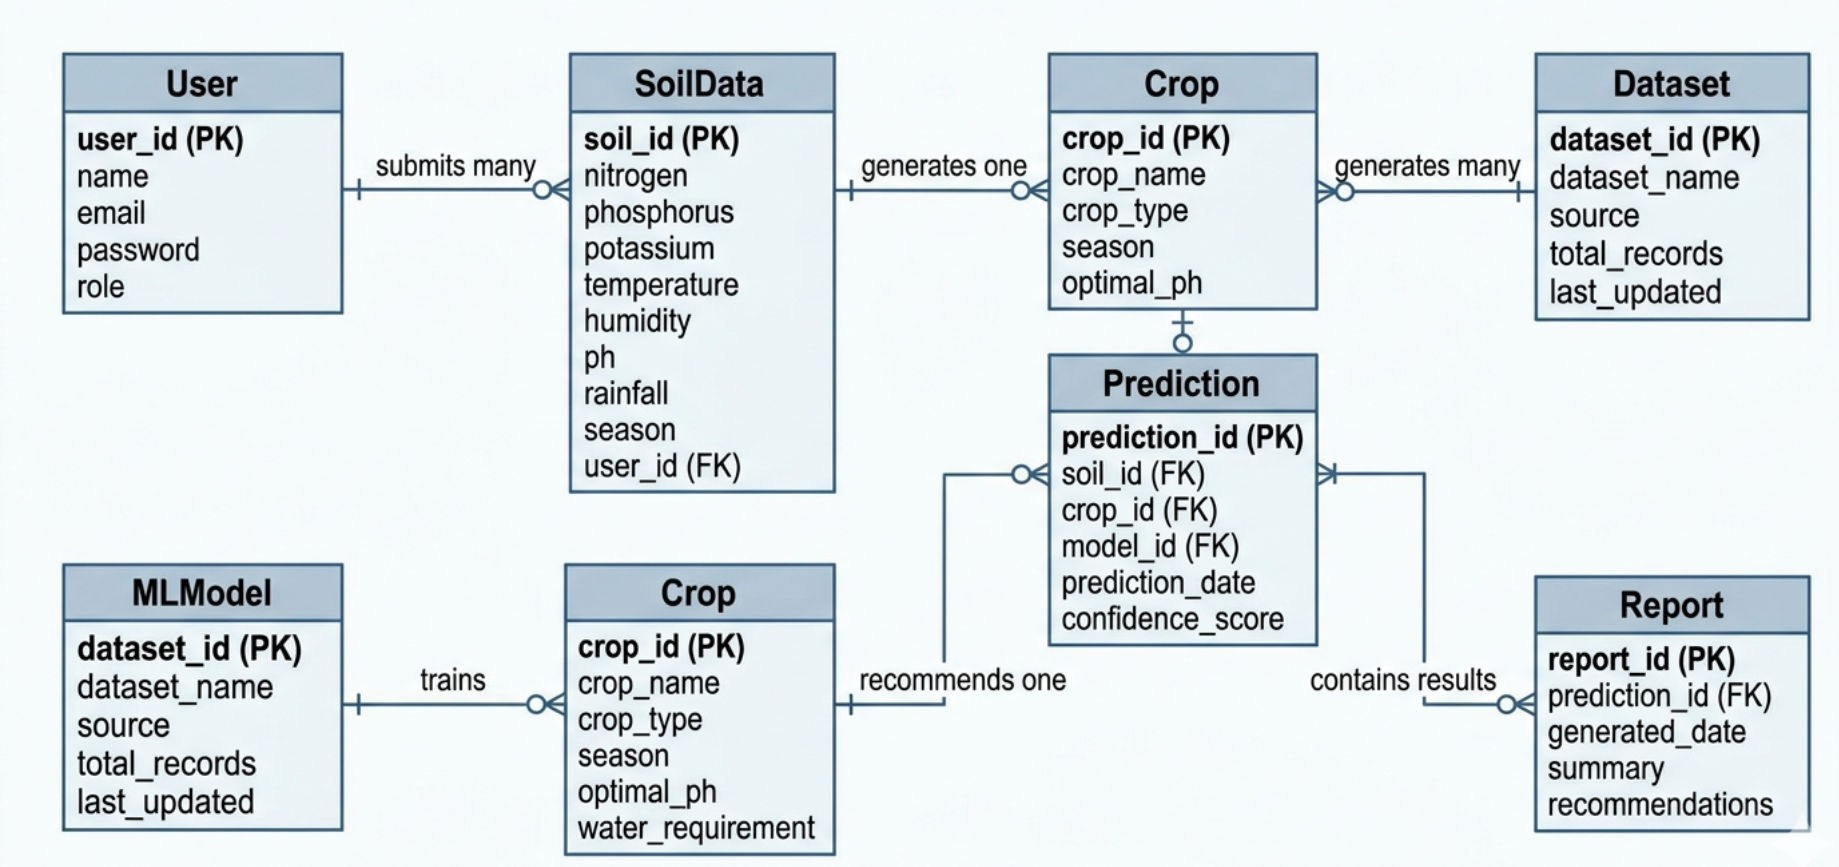 User
user_id (PK)
name
email
password
role
submits many
SoilData
soil_id (PK)
nitrogen
phosphorus
potassium
temperature
humidity
ph
rainfall
season
user_id (FK)
generates one
Crop
crop_id (PK)
crop_name
crop_type
season
optimal_ph
generates many
Dataset
dataset_id (PK)
dataset_name
source
total_records
last_updated
Prediction
prediction_id (PK)
soil_id (FK)
crop_id (FK)
model_id (FK)
prediction_date
confidence_score
MLModel
dataset_id (PK)
dataset_name
source
total_records
last_updated
trains
Crop
crop_id (PK)
crop_name
crop_type
season
optimal_ph
water_requirement
recommends one
contains results
Report
report_id (PK)
prediction_id (FK)
generated_date
summary
recommendations